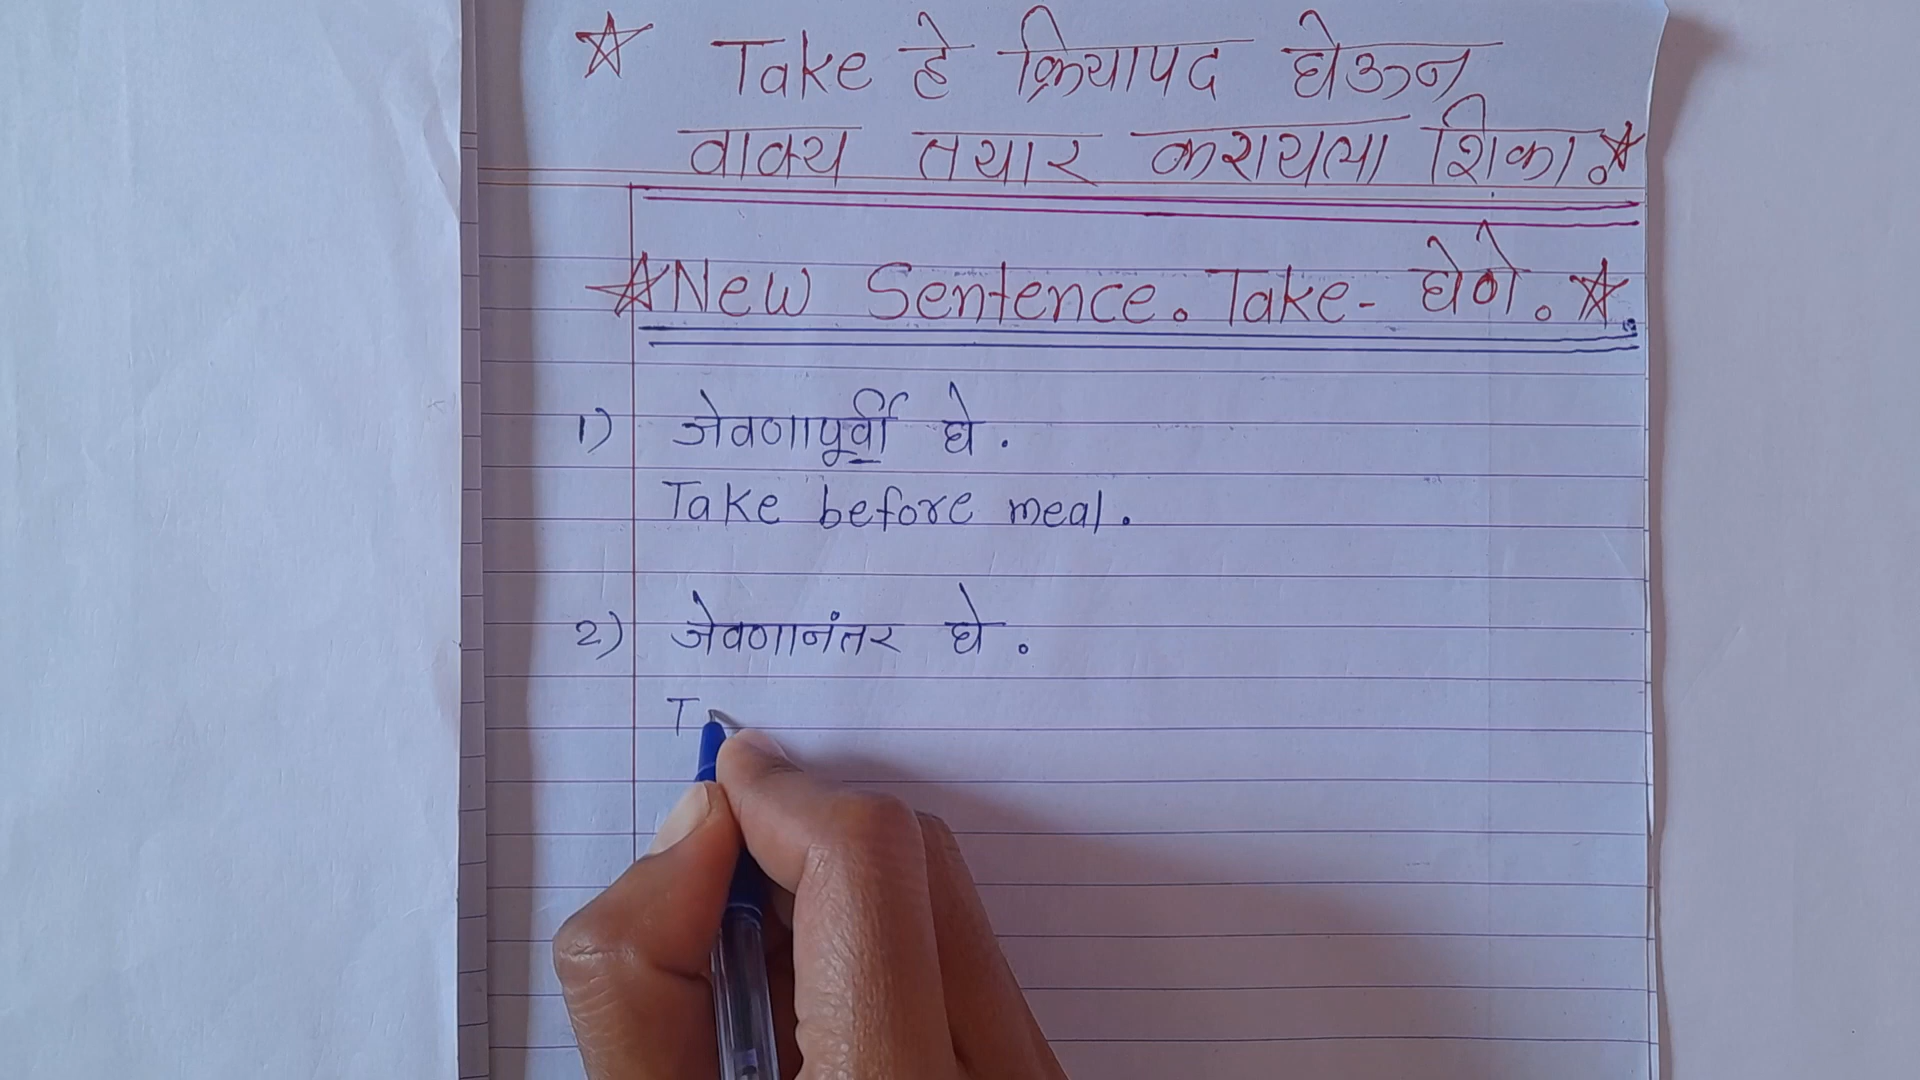 ☆ Take हे क्रियापद घेऊन
वाक्य तयार करायला शिका.☆
☆New Sentence. Take- घेणे.☆
1) जेवणापूर्वी घे.
Take before meal.
2) जेवणानंतर घे.
T